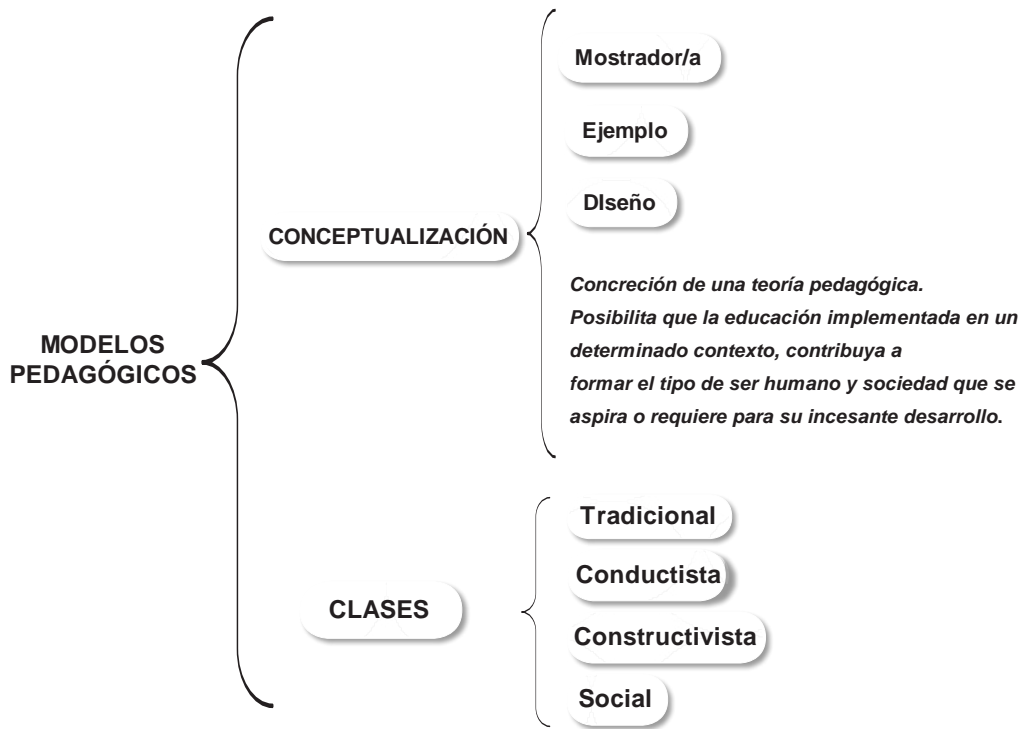 MODELOS
PEDAGÓGICOS
CONCEPTUALIZACIÓN
Mostrador/a
Ejemplo
DIseño
Concreción de una teoría pedagógica.
Posibilita que la educación implementada en un
determinado contexto, contribuya a
formar el tipo de ser humano y sociedad que se
aspira o requiere para su incesante desarrollo.
CLASES
Tradicional
Conductista
Constructivista
Social